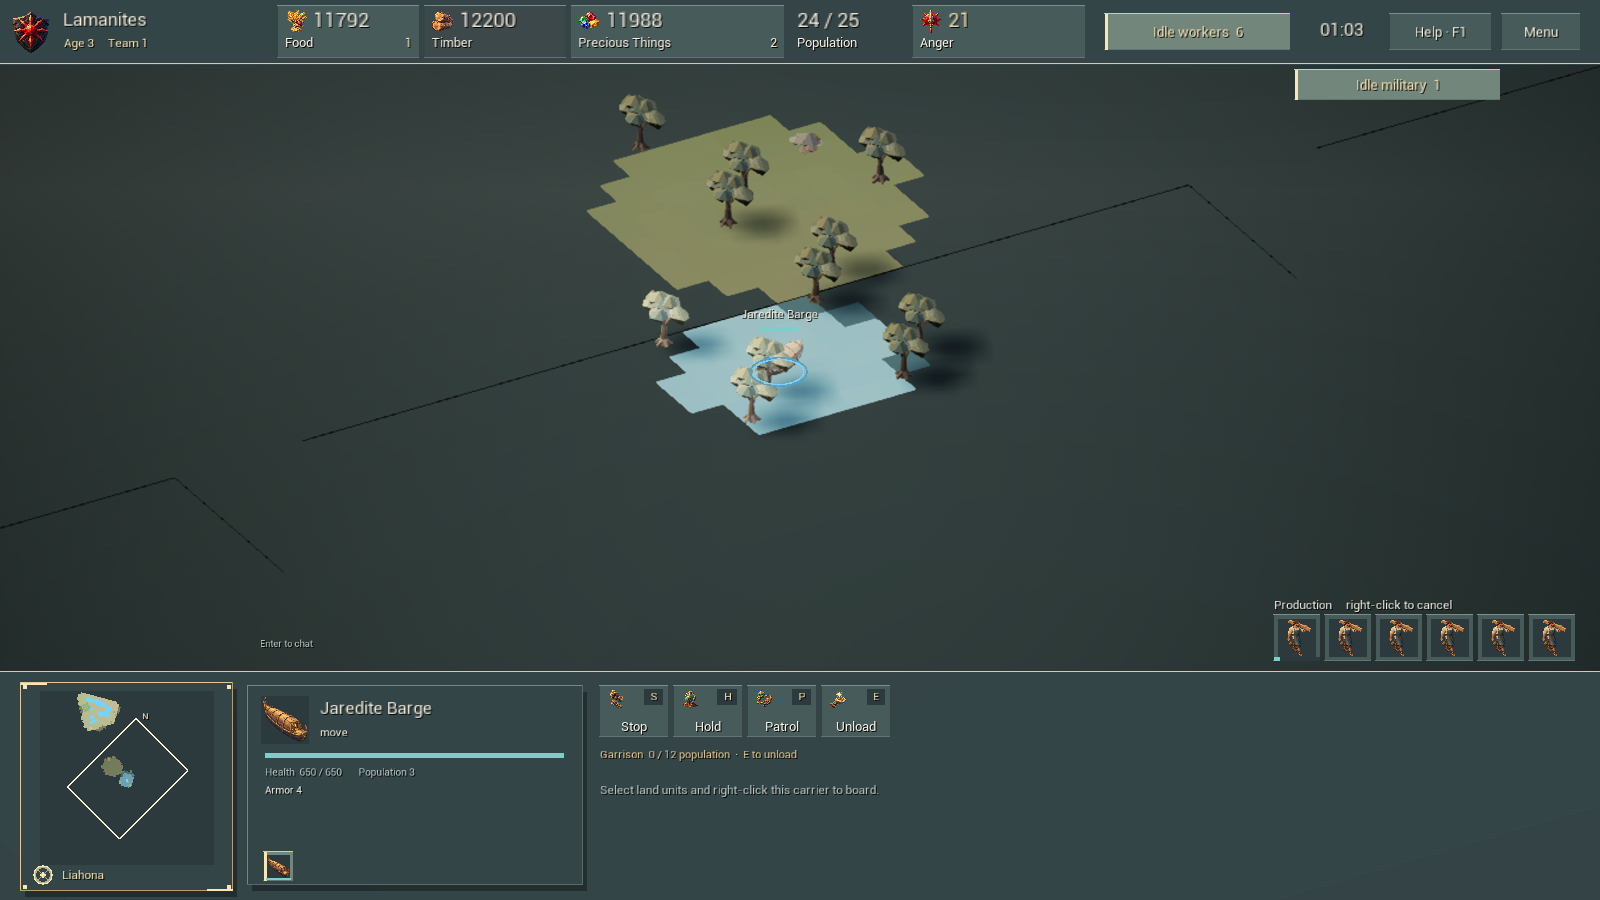 Lamanites
Age 3 Team 1
11792
Food 1
12200
Timber
11988
Precious Things 2
24 / 25
Population
21
Anger
Idle workers 6
01:03
Help · F1
Menu
Idle military 1
Jaredite Barge
Production right-click to cancel
Enter to chat
N
Liahona
Jaredite Barge
move
Health 650 / 650 Population 3
Armor 4
S
Stop
H
Hold
P
Patrol
E
Unload
Garrison 0 / 12 population · E to unload
Select land units and right-click this carrier to board.